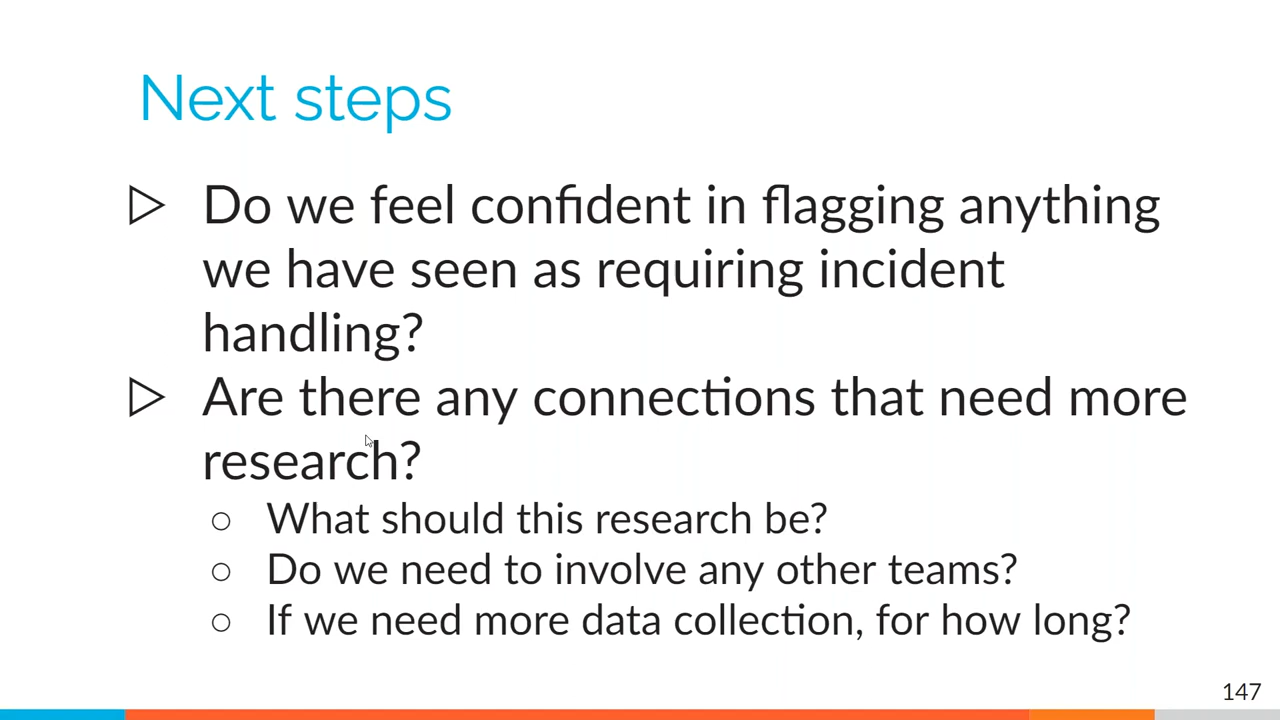 Next steps
▷ Do we feel confident in flagging anything
we have seen as requiring incident
handling?
▷ Are there any connections that need more
research?
○ What should this research be?
○ Do we need to involve any other teams?
○ If we need more data collection, for how long?
147